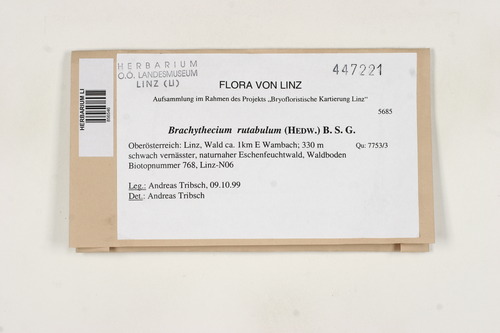 HERBARIUM
O.O. LANDESMUSEUM
LINZ (LI)
447221
HERBARIUM LI
FLORA VON LINZ
Aufsammlung im Rahmen des Projekts „Bryofloristische Kartierung Linz"
5685
Brachythecium rutabulum (HEDW.) B. S. G.
Oberösterreich: Linz, Wald ca. 1km E Wambach; 330 m
Qu: 7753/3
schwach vernässter, naturnaher Eschenfeuchtwald, Waldboden
Biotopnummer 768, Linz-N06
Leg.: Andreas Tribsch, 09.10.99
Det.: Andreas Tribsch